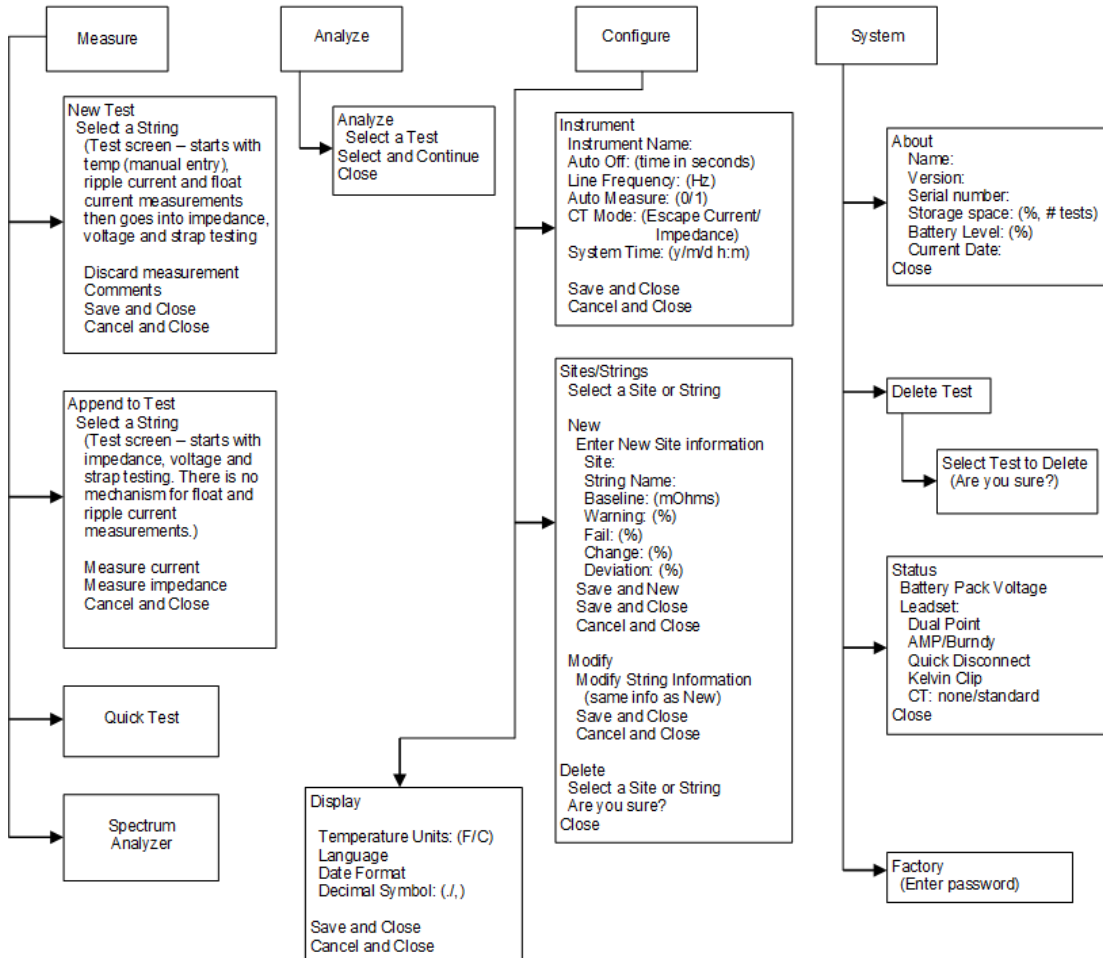 Measure
New Test
Select a String
(Test screen – starts with
temp (manual entry),
ripple current and float
current measurements
then goes into impedance,
voltage and strap testing
Discard measurement
Comments
Save and Close
Cancel and Close
Append to Test
Select a String
(Test screen – starts with
impedance, voltage and
strap testing. There is no
mechanism for float and
ripple current
measurements.)
Measure current
Measure impedance
Cancel and Close
Quick Test
Spectrum
Analyzer
Analyze
Analyze
Select a Test
Select and Continue
Close
Configure
Instrument
Instrument Name:
Auto Off: (time in seconds)
Line Frequency: (Hz)
Auto Measure: (0/1)
CT Mode: (Escape Current/
Impedance)
System Time: (y/m/d h:m)
Save and Close
Cancel and Close
Sites/Strings
Select a Site or String
New
Enter New Site information
Site:
String Name:
Baseline: (mOhms)
Warning: (%)
Fail: (%)
Change: (%)
Deviation: (%)
Save and New
Save and Close
Cancel and Close
Modify
Modify String Information
(same info as New)
Save and Close
Cancel and Close
Delete
Select a Site or String
Are you sure?
Close
Display
Temperature Units: (F/C)
Language
Date Format
Decimal Symbol: (./,)
Save and Close
Cancel and Close
System
About
Name:
Version:
Serial number:
Storage space: (%, # tests)
Battery Level: (%)
Current Date:
Close
Delete Test
Select Test to Delete
(Are you sure?)
Status
Battery Pack Voltage
Leadset:
Dual Point
AMP/Burndy
Quick Disconnect
Kelvin Clip
CT: none/standard
Close
Factory
(Enter password)